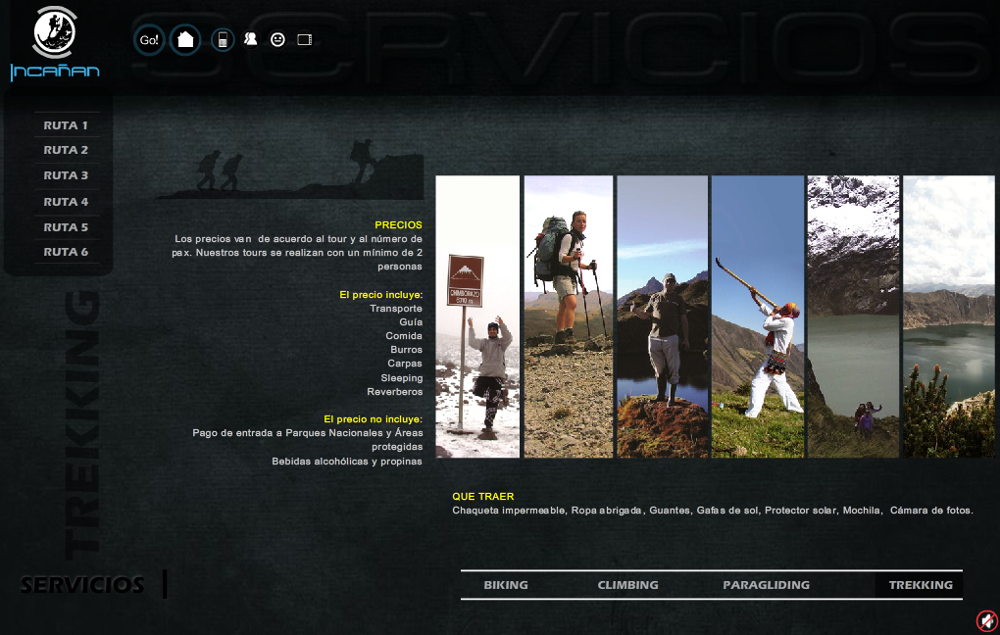 SERVICIOS
Go!
INCAÑAN
RUTA 1
RUTA 2
RUTA 3
RUTA 4
RUTA 5
RUTA 6
TREKIKING
PRECIOS
Los precios van de acuerdo al tour y al número de
pax. Nuestros tours se realizan con un mínimo de 2
personas
El precio incluye:
Transporte
Guía
Comida
Burros
Carpas
Sleeping
Reverberos
El precio no incluye:
Pago de entrada a Parques Nacionales y Áreas
protegidas
Bebidas alcohólicas y propinas
CHIMBORAZO
QUE TRAER
Chaqueta impermeable, Ropa abrigada, Guantes, Gafas de sol, Protector solar, Mochila, Cámara de fotos.
SERVICIOS
BIKING
CLIMBING
PARAGLIDING
TREKKING